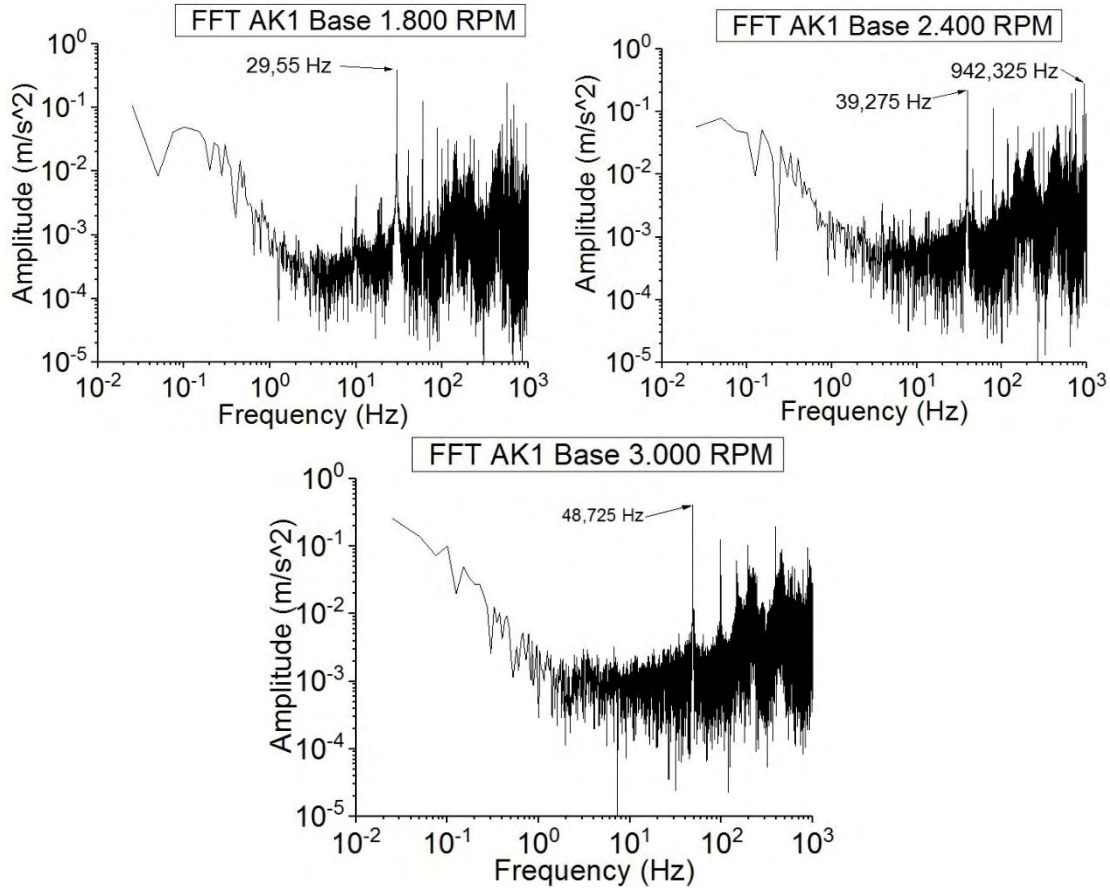 FFT AK1 Base 1.800 RPM
29,55 Hz
Amplitude (m/s^2)
10^0
10^-1
10^-2
10^-3
10^-4
10^-5
10^-2 10^-1 10^0 10^1 10^2 10^3
Frequency (Hz)
FFT AK1 Base 2.400 RPM
942,325 Hz
39,275 Hz
Amplitude (m/s^2)
10^0
10^-1
10^-2
10^-3
10^-4
10^-5
10^-2 10^-1 10^0 10^1 10^2 10^3
Frequency (Hz)
FFT AK1 Base 3.000 RPM
48,725 Hz
Amplitude (m/s^2)
10^0
10^-1
10^-2
10^-3
10^-4
10^-5
10^-2 10^-1 10^0 10^1 10^2 10^3
Frequency (Hz)